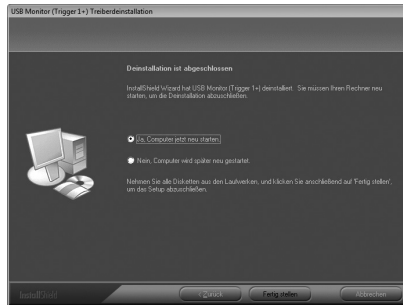 USB Monitor (Trigger 1+) Treiberdeinstallation
Deinstallation ist abgeschlossen
InstallShield Wizard hat USB Monitor (Trigger 1+) deinstalliert. Sie müssen Ihren Rechner neu
starten, um die Deinstallation abzuschließen.
Ja, Computer jetzt neu starten.
Nein, Computer wird später neu gestartet.
Nehmen Sie alle Disketten aus den Laufwerken, und klicken Sie anschließend auf 'Fertig stellen',
um das Setup abzuschließen.
InstallShield
< Zurück
Fertig stellen
Abbrechen